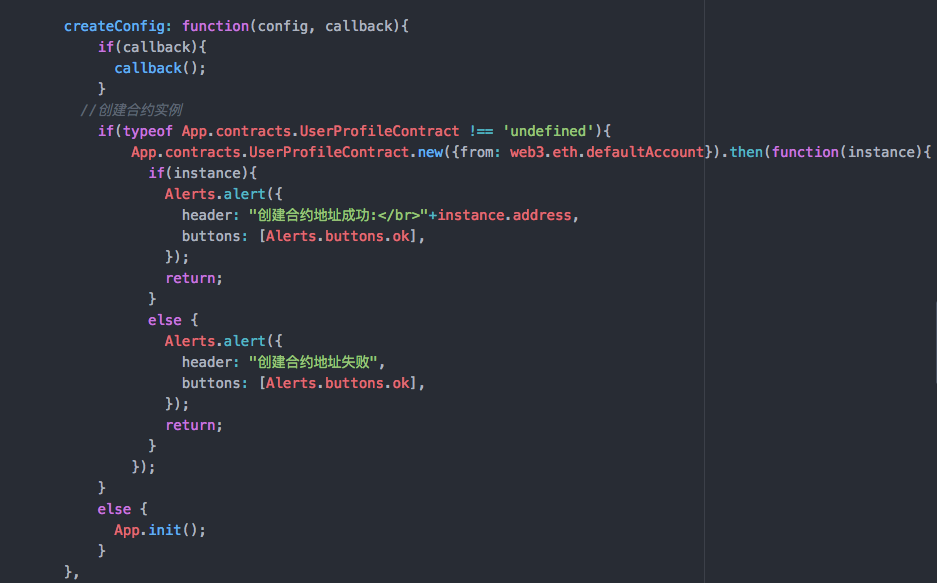 createConfig: function(config, callback){
if(callback){
callback();
}
//创建合约实例
if(typeof App.contracts.UserProfileContract !== 'undefined'){
App.contracts.UserProfileContract.new({from: web3.eth.defaultAccount}).then(function(instance){
if(instance){
Alerts.alert({
header: "创建合约地址成功:</br>"+instance.address,
buttons: [Alerts.buttons.ok],
});
return;
}
else {
Alerts.alert({
header: "创建合约地址失败",
buttons: [Alerts.buttons.ok],
});
return;
}
});
}
else {
App.init();
}
},